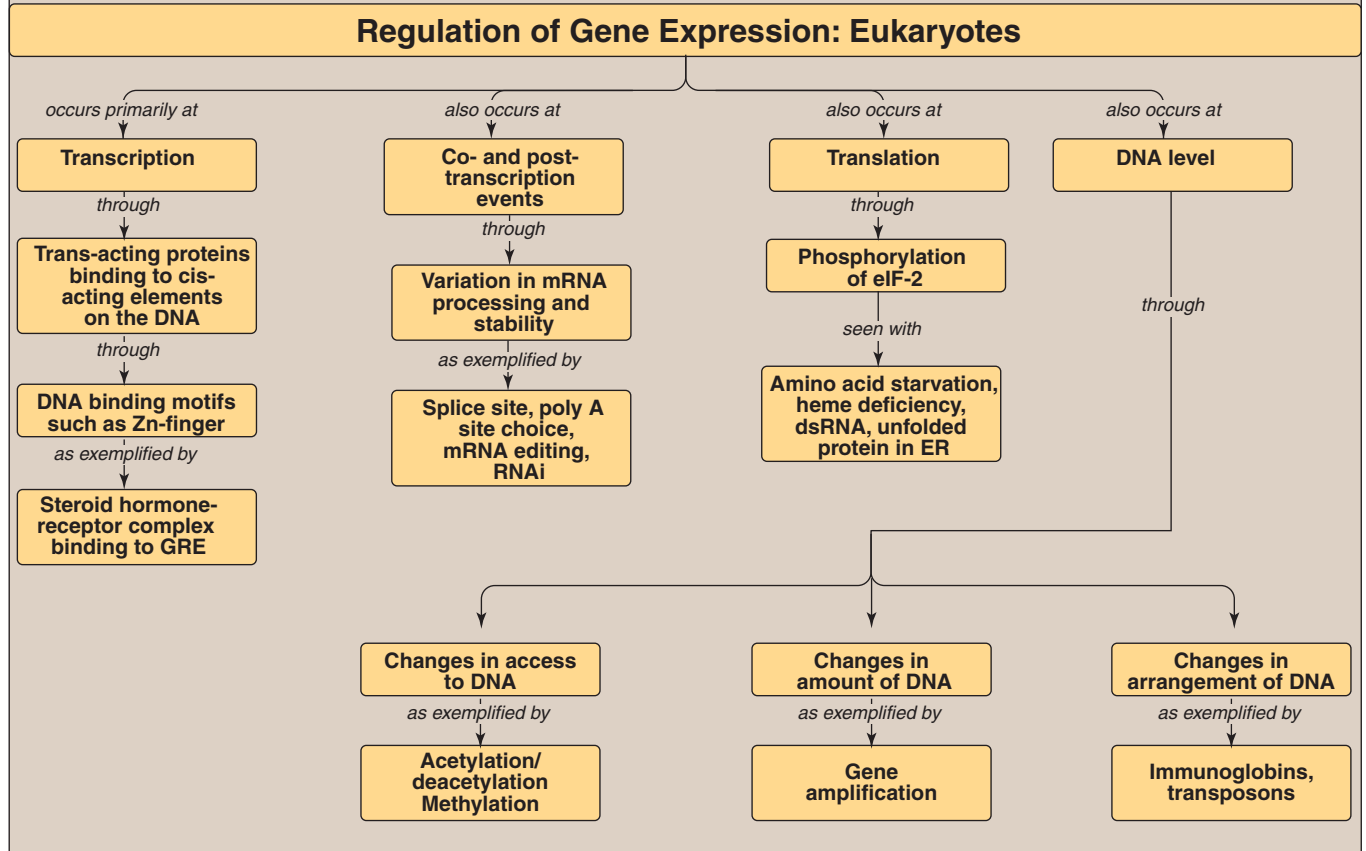 Regulation of Gene Expression: Eukaryotes
occurs primarily at
Transcription
through
Trans-acting proteins
binding to cis-
acting elements
on the DNA
through
DNA binding motifs
such as Zn-finger
as exemplified by
Steroid hormone-
receptor complex
binding to GRE
also occurs at
Co- and post-
transcription
events
through
Variation in mRNA
processing and
stability
as exemplified by
Splice site, poly A
site choice,
mRNA editing,
RNAi
also occurs at
Translation
through
Phosphorylation
of eIF-2
seen with
Amino acid starvation,
heme deficiency,
dsRNA, unfolded
protein in ER
also occurs at
DNA level
through
Changes in access
to DNA
as exemplified by
Acetylation/
deacetylation
Methylation
Changes in
amount of DNA
as exemplified by
Gene
amplification
Changes in
arrangement of DNA
as exemplified by
Immunoglobins,
transposons